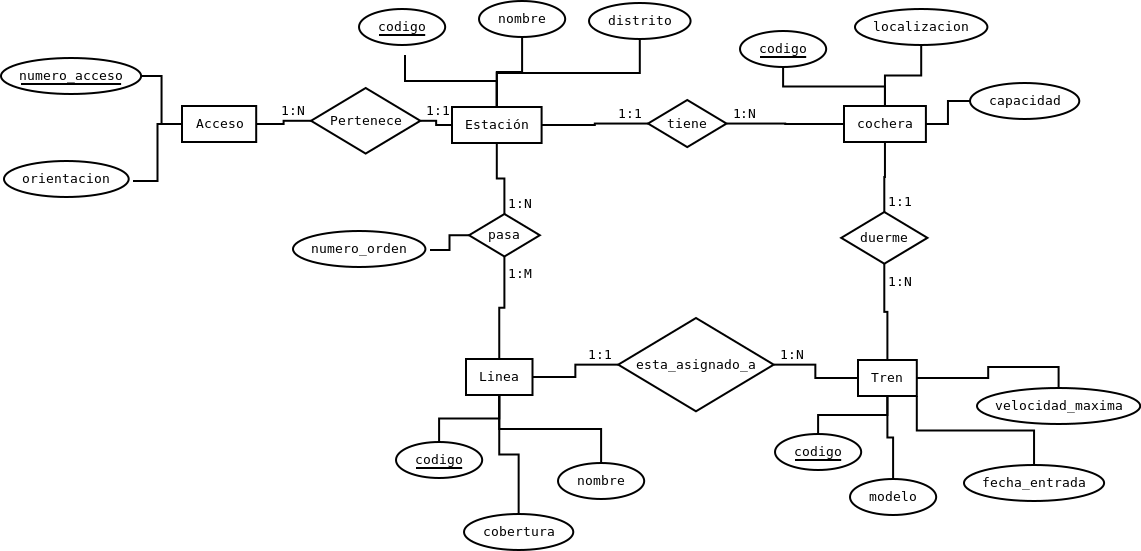 codigo
nombre
distrito
localizacion
codigo
numero_acceso
capacidad
Acceso
1:N
Pertenece
1:1
Estación
1:1
tiene
1:N
cochera
orientacion
1:N
1:1
pasa
duerme
numero_orden
1:M
1:N
1:1
esta_asignado_a
1:N
Linea
Tren
velocidad_maxima
codigo
codigo
nombre
fecha_entrada
modelo
cobertura